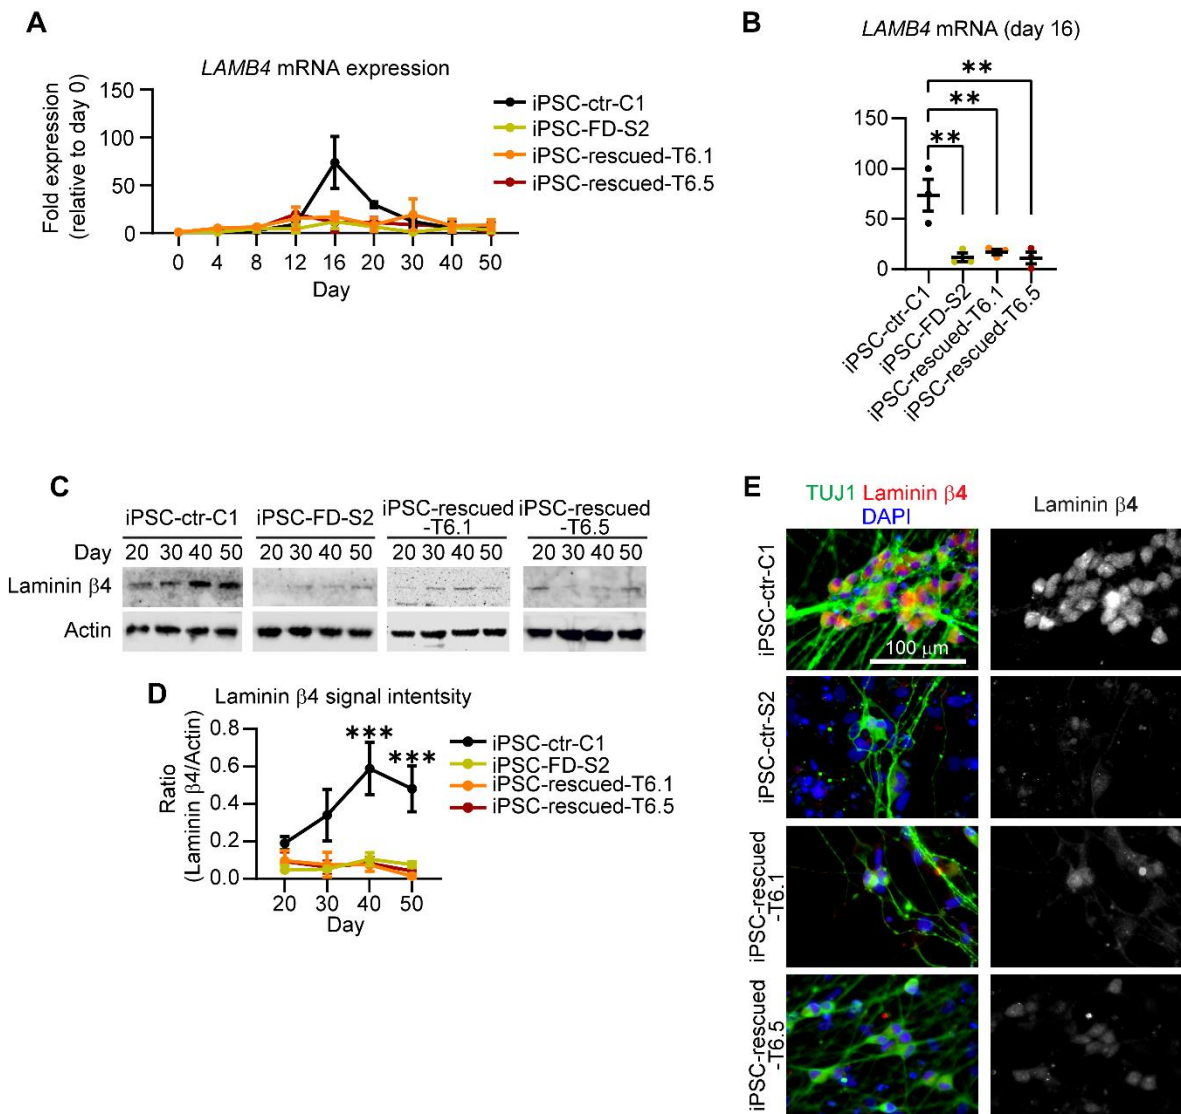 A
LAMB4 mRNA expression
Fold expression
(relative to day 0)
150
100
50
0
0 4 8 12 16 20 30 40 50
Day
iPSC-ctr-C1
iPSC-FD-S2
iPSC-rescued-T6.1
iPSC-rescued-T6.5
B
LAMB4 mRNA (day 16)
**
**
**
150
100
50
0
iPSC-ctr-C1
iPSC-FD-S2
iPSC-rescued-T6.1
iPSC-rescued-T6.5
C
iPSC-ctr-C1
iPSC-FD-S2
iPSC-rescued
-T6.1
iPSC-rescued
-T6.5
Day 20 30 40 50 20 30 40 50 20 30 40 50 20 30 40 50
Laminin β4
Actin
D
Laminin β4 signal intentsity
Ratio
(Laminin β4/Actin)
0.8
0.6
0.4
0.2
0.0
***
***
20 30 40 50
Day
iPSC-ctr-C1
iPSC-FD-S2
iPSC-rescued-T6.1
iPSC-rescued-T6.5
E
TUJ1 Laminin β4
DAPI
Laminin β4
iPSC-ctr-C1
100 µm
iPSC-ctr-S2
iPSC-rescued
-T6.1
iPSC-rescued
-T6.5